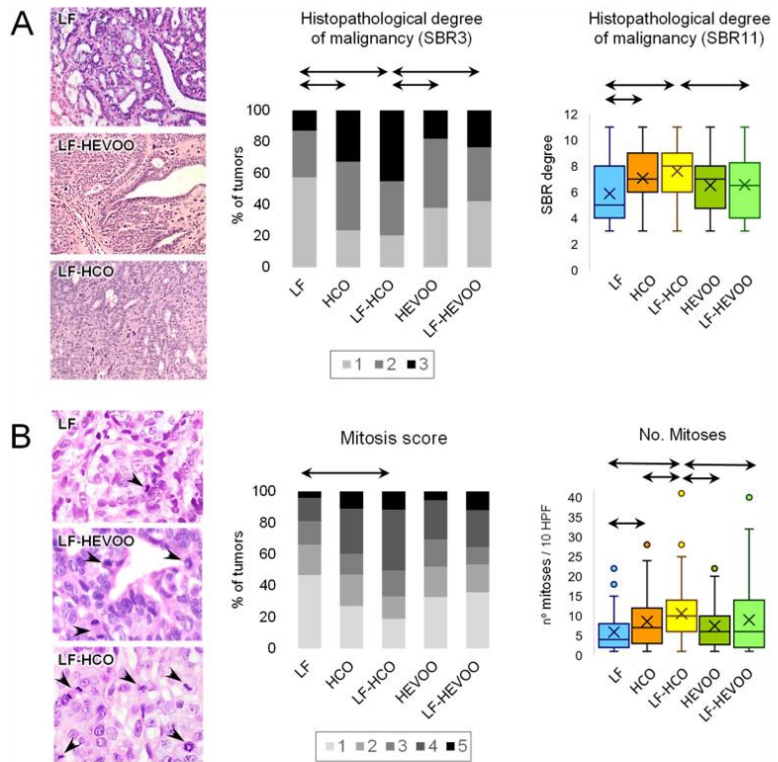 A
LF
LF-HEVOO
LF-HCO
Histopathological degree
of malignancy (SBR3)
% of tumors
100
80
60
40
20
0
LF
HCO
LF-HCO
HEVOO
LF-HEVOO
1 2 3
Histopathological degree
of malignancy (SBR11)
SBR degree
12
10
8
6
4
2
0
LF
HCO
LF-HCO
HEVOO
LF-HEVOO
B
LF
LF-HEVOO
LF-HCO
Mitosis score
% of tumors
100
80
60
40
20
0
LF
HCO
LF-HCO
HEVOO
LF-HEVOO
1 2 3 4 5
No. Mitoses
nº mitoses / 10 HPF
40
35
30
25
20
15
10
5
0
LF
HCO
LF-HCO
HEVOO
LF-HEVOO